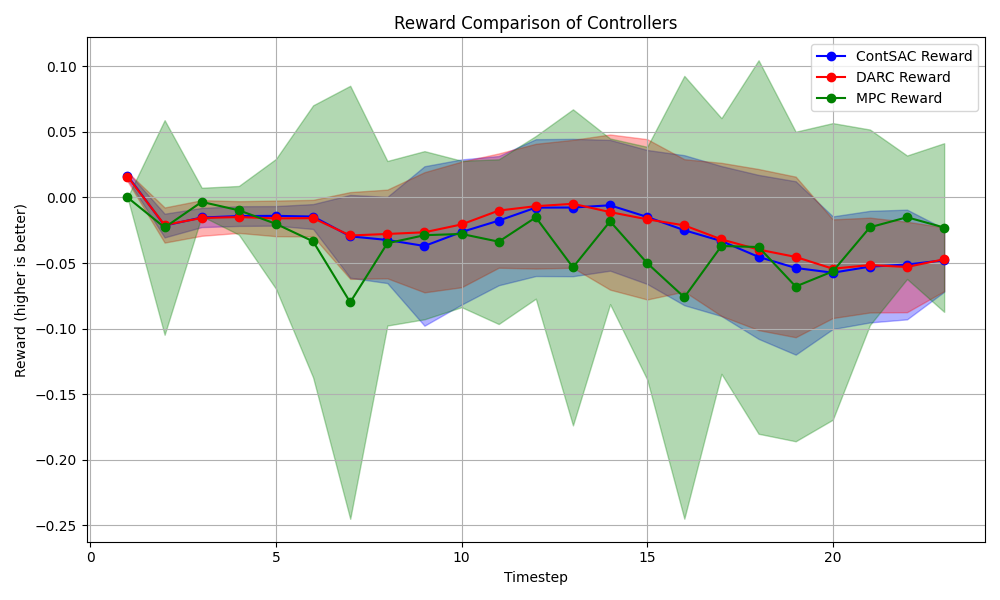 Reward Comparison of Controllers
ContSAC Reward
DARC Reward
MPC Reward
Reward (higher is better)
0.10
0.05
0.00
−0.05
−0.10
−0.15
−0.20
−0.25
0 5 10 15 20
Timestep